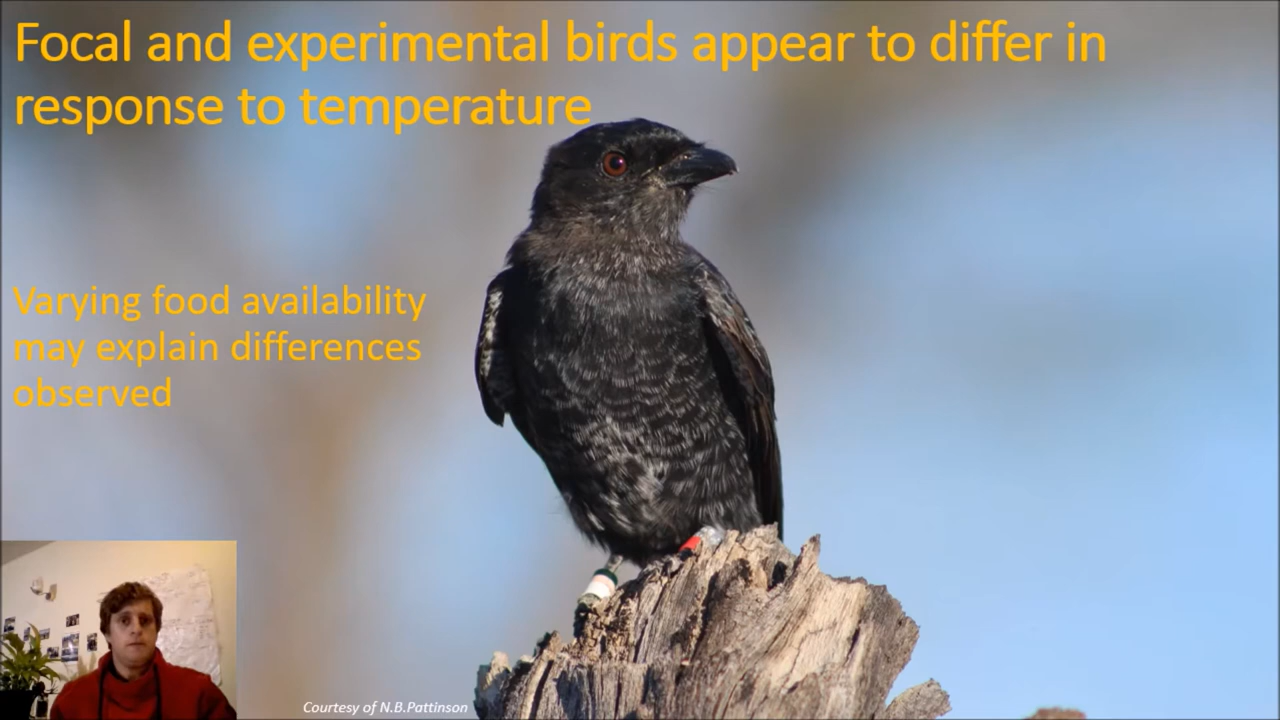 Focal and experimental birds appear to differ in
response to temperature
Varying food availability
may explain differences
observed
Courtesy of N.B.Pattinson